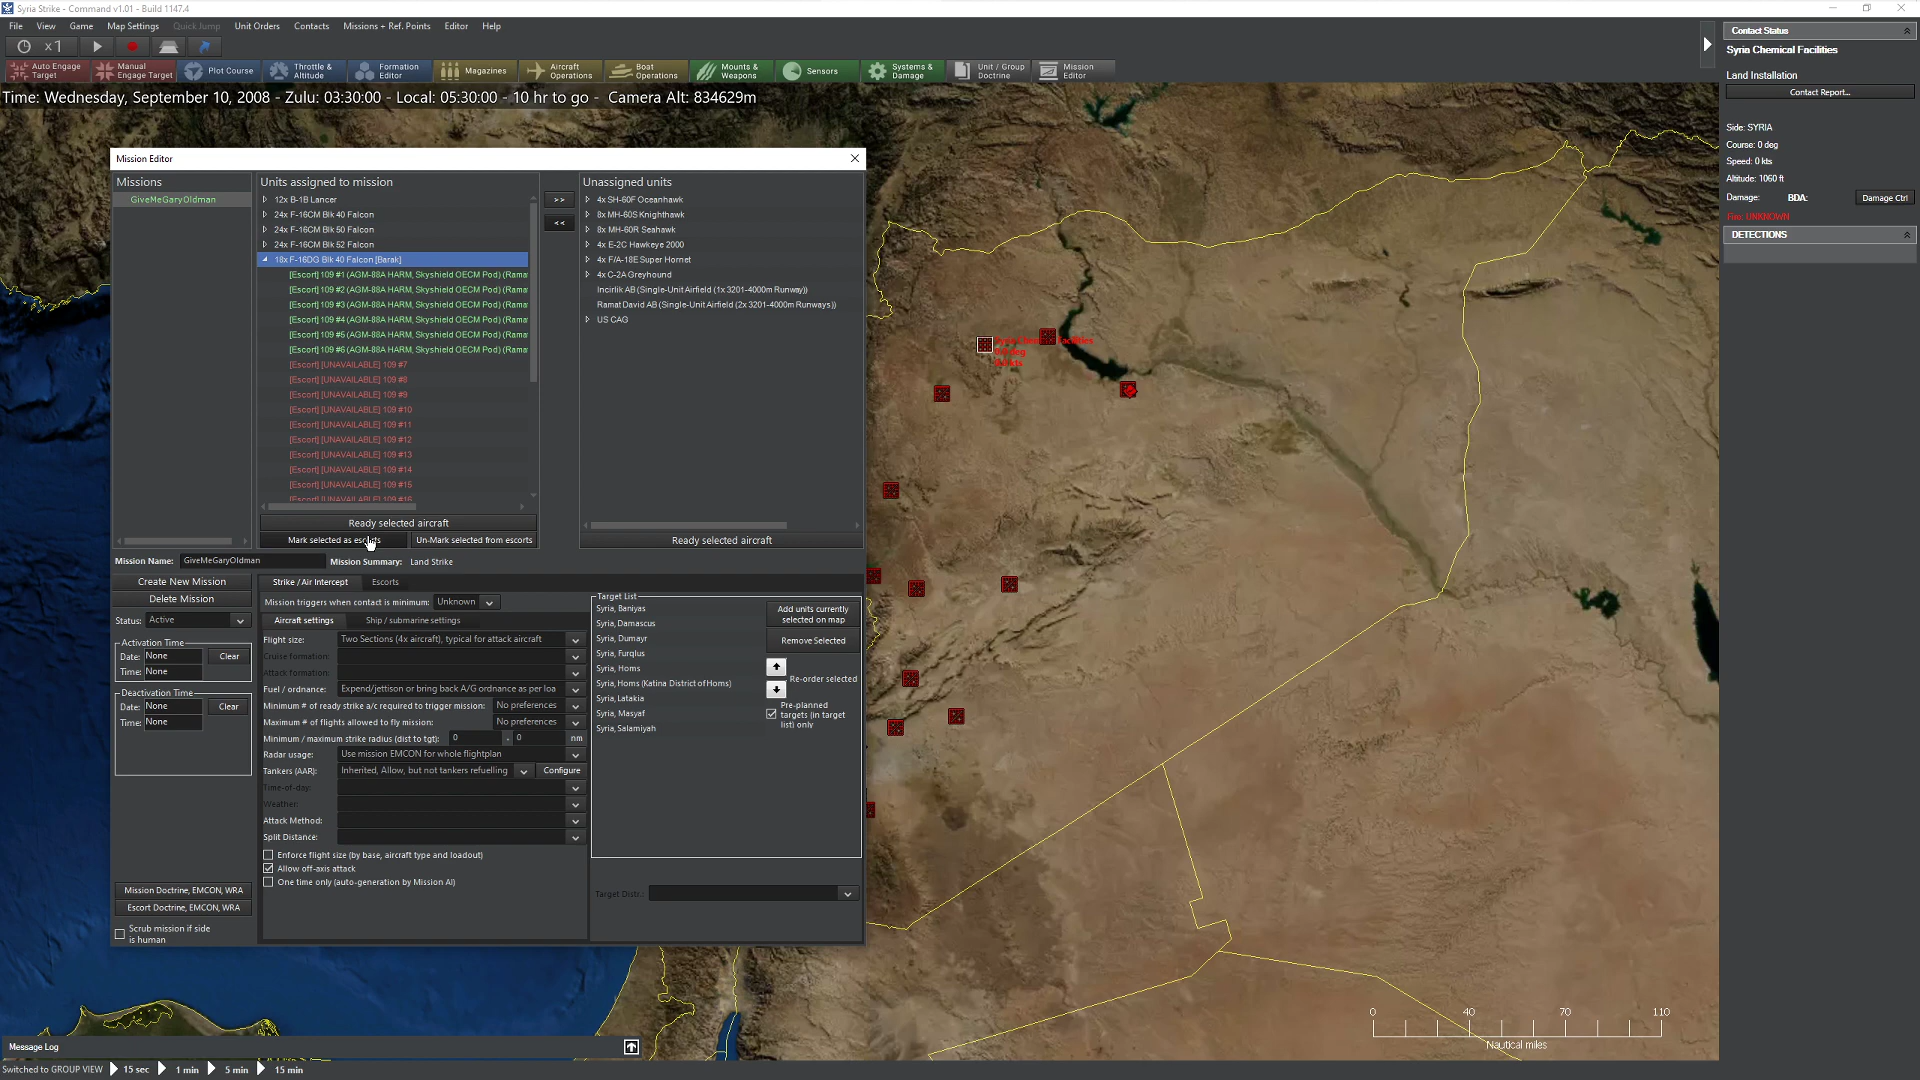 Syria Strike - Command v1.01 - Build 1147.4
File View Game Map Settings Quick Jump Unit Orders Contacts Missions + Ref. Points Editor Help
x1
Auto Engage Target
Manual Engage Target
Plot Course
Throttle & Altitude
Formation Editor
Magazines
Aircraft Operations
Boat Operations
Mounts & Weapons
Sensors
Systems & Damage
Unit / Group Doctrine
Mission Editor
Time: Wednesday, September 10, 2008 - Zulu: 03:30:00 - Local: 05:30:00 - 10 hr to go - Camera Alt: 834629m
Mission Editor
Missions
GiveMeGaryOldman
Units assigned to mission
12x B-1B Lancer
24x F-16CM Blk 40 Falcon
24x F-16CM Blk 50 Falcon
24x F-16CM Blk 52 Falcon
18x F-16DG Blk 40 Falcon [Barak]
[Escort] 109 #1 (AGM-88A HARM, Skyshield OECM Pod) (Rama
[Escort] 109 #2 (AGM-88A HARM, Skyshield OECM Pod) (Rama
[Escort] 109 #3 (AGM-88A HARM, Skyshield OECM Pod) (Rama
[Escort] 109 #4 (AGM-88A HARM, Skyshield OECM Pod) (Rama
[Escort] 109 #5 (AGM-88A HARM, Skyshield OECM Pod) (Rama
[Escort] 109 #6 (AGM-88A HARM, Skyshield OECM Pod) (Rama
[Escort] [UNAVAILABLE] 109 #7
[Escort] [UNAVAILABLE] 109 #8
[Escort] [UNAVAILABLE] 109 #9
[Escort] [UNAVAILABLE] 109 #10
[Escort] [UNAVAILABLE] 109 #11
[Escort] [UNAVAILABLE] 109 #12
[Escort] [UNAVAILABLE] 109 #13
[Escort] [UNAVAILABLE] 109 #14
[Escort] [UNAVAILABLE] 109 #15
[Escort] [UNAVAILABLE] 109 #16
Ready selected aircraft
Mark selected as escorts
Un-Mark selected from escorts
>>
<<
Unassigned units
4x SH-60F Oceanhawk
8x MH-60S Knighthawk
8x MH-60R Seahawk
4x E-2C Hawkeye 2000
4x F/A-18E Super Hornet
4x C-2A Greyhound
Incirlik AB (Single-Unit Airfield (1x 3201-4000m Runway))
Ramat David AB (Single-Unit Airfield (2x 3201-4000m Runways))
US CAG
Ready selected aircraft
Mission Name: GiveMeGaryOldman
Mission Summary: Land Strike
Create New Mission
Delete Mission
Status: Active
Activation Time
Date: None
Clear
Time: None
Deactivation Time
Date: None
Clear
Time: None
Mission Doctrine, EMCON, WRA
Escort Doctrine, EMCON, WRA
Scrub mission if side
is human
Strike / Air Intercept Escorts
Mission triggers when contact is minimum: Unknown
Aircraft settings Ship / submarine settings
Flight size: Two Sections (4x aircraft), typical for attack aircraft
Cruise formation:
Attack formation:
Fuel / ordnance: Expend/jettison or bring back A/G ordnance as per loa
Minimum # of ready strike a/c required to trigger mission: No preferences
Maximum # of flights allowed to fly mission: No preferences
Minimum / maximum strike radius (dist to tgt): 0 - 0 nm
Radar usage: Use mission EMCON for whole flightplan
Tankers (AAR): Inherited, Allow, but not tankers refuelling Configure
Time-of-day:
Weather:
Attack Method:
Split Distance:
Enforce flight size (by base, aircraft type and loadout)
Allow off-axis attack
One time only (auto-generation by Mission AI)
Target List
Syria, Baniyas
Syria, Damascus
Syria, Dumayr
Syria, Furqlus
Syria, Homs
Syria, Homs (Katina District of Homs)
Syria, Latakia
Syria, Masyaf
Syria, Salamiyah
Add units currently
selected on map
Remove Selected
Re-order selected
Pre-planned
targets (in target
list) only
Target Distr.:
0 40 70 110
Nautical miles
Message Log
Switched to GROUP VIEW 15 sec 1 min 5 min 15 min
Contact Status
Syria Chemical Facilities
Land Installation
Contact Report...
Side: SYRIA
Course: 0 deg
Speed: 0 kts
Altitude: 1060 ft
Damage: BDA: Damage Ctrl
Fire: UNKNOWN
DETECTIONS